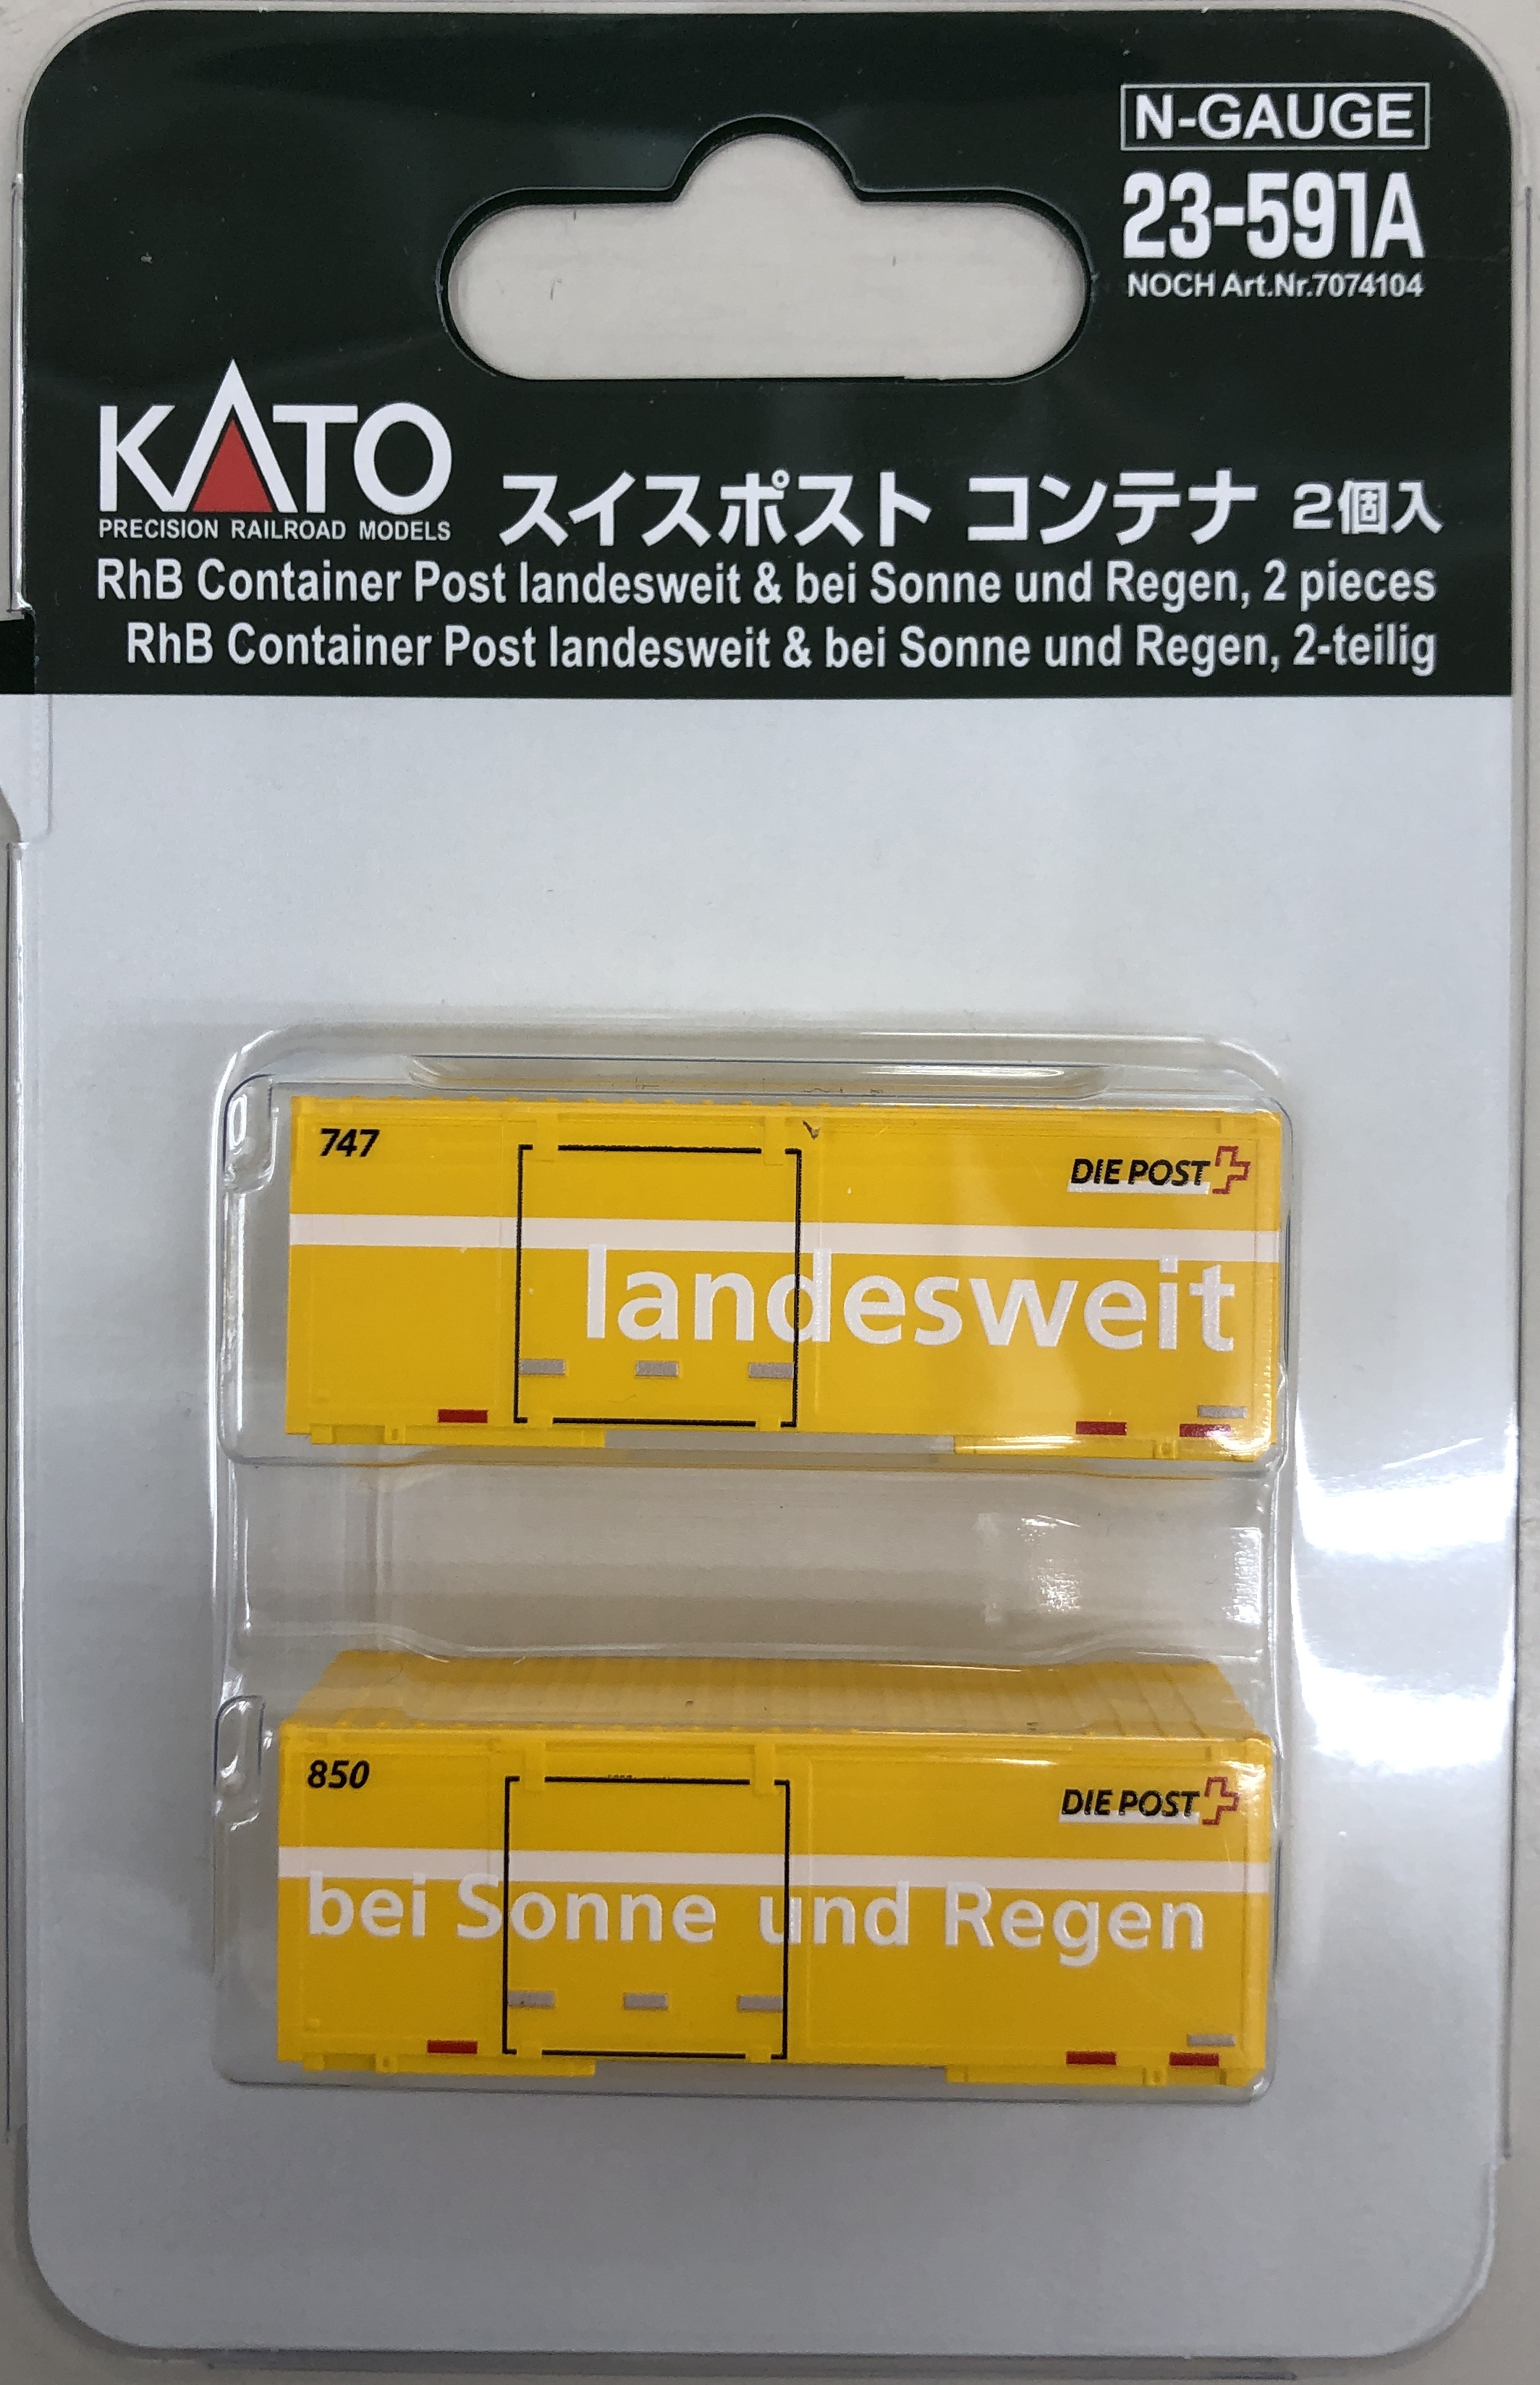 N-GAUGE
23-591A
NOCH Art.Nr.7074104
KATO
PRECISION RAILROAD MODELS
スイスポスト コンテナ 2個入
RhB Container Post landesweit & bei Sonne und Regen, 2 pieces
RhB Container Post landesweit & bei Sonne und Regen, 2-teilig
747
DIE POST
landesweit
850
DIE POST
bei Sonne und Regen